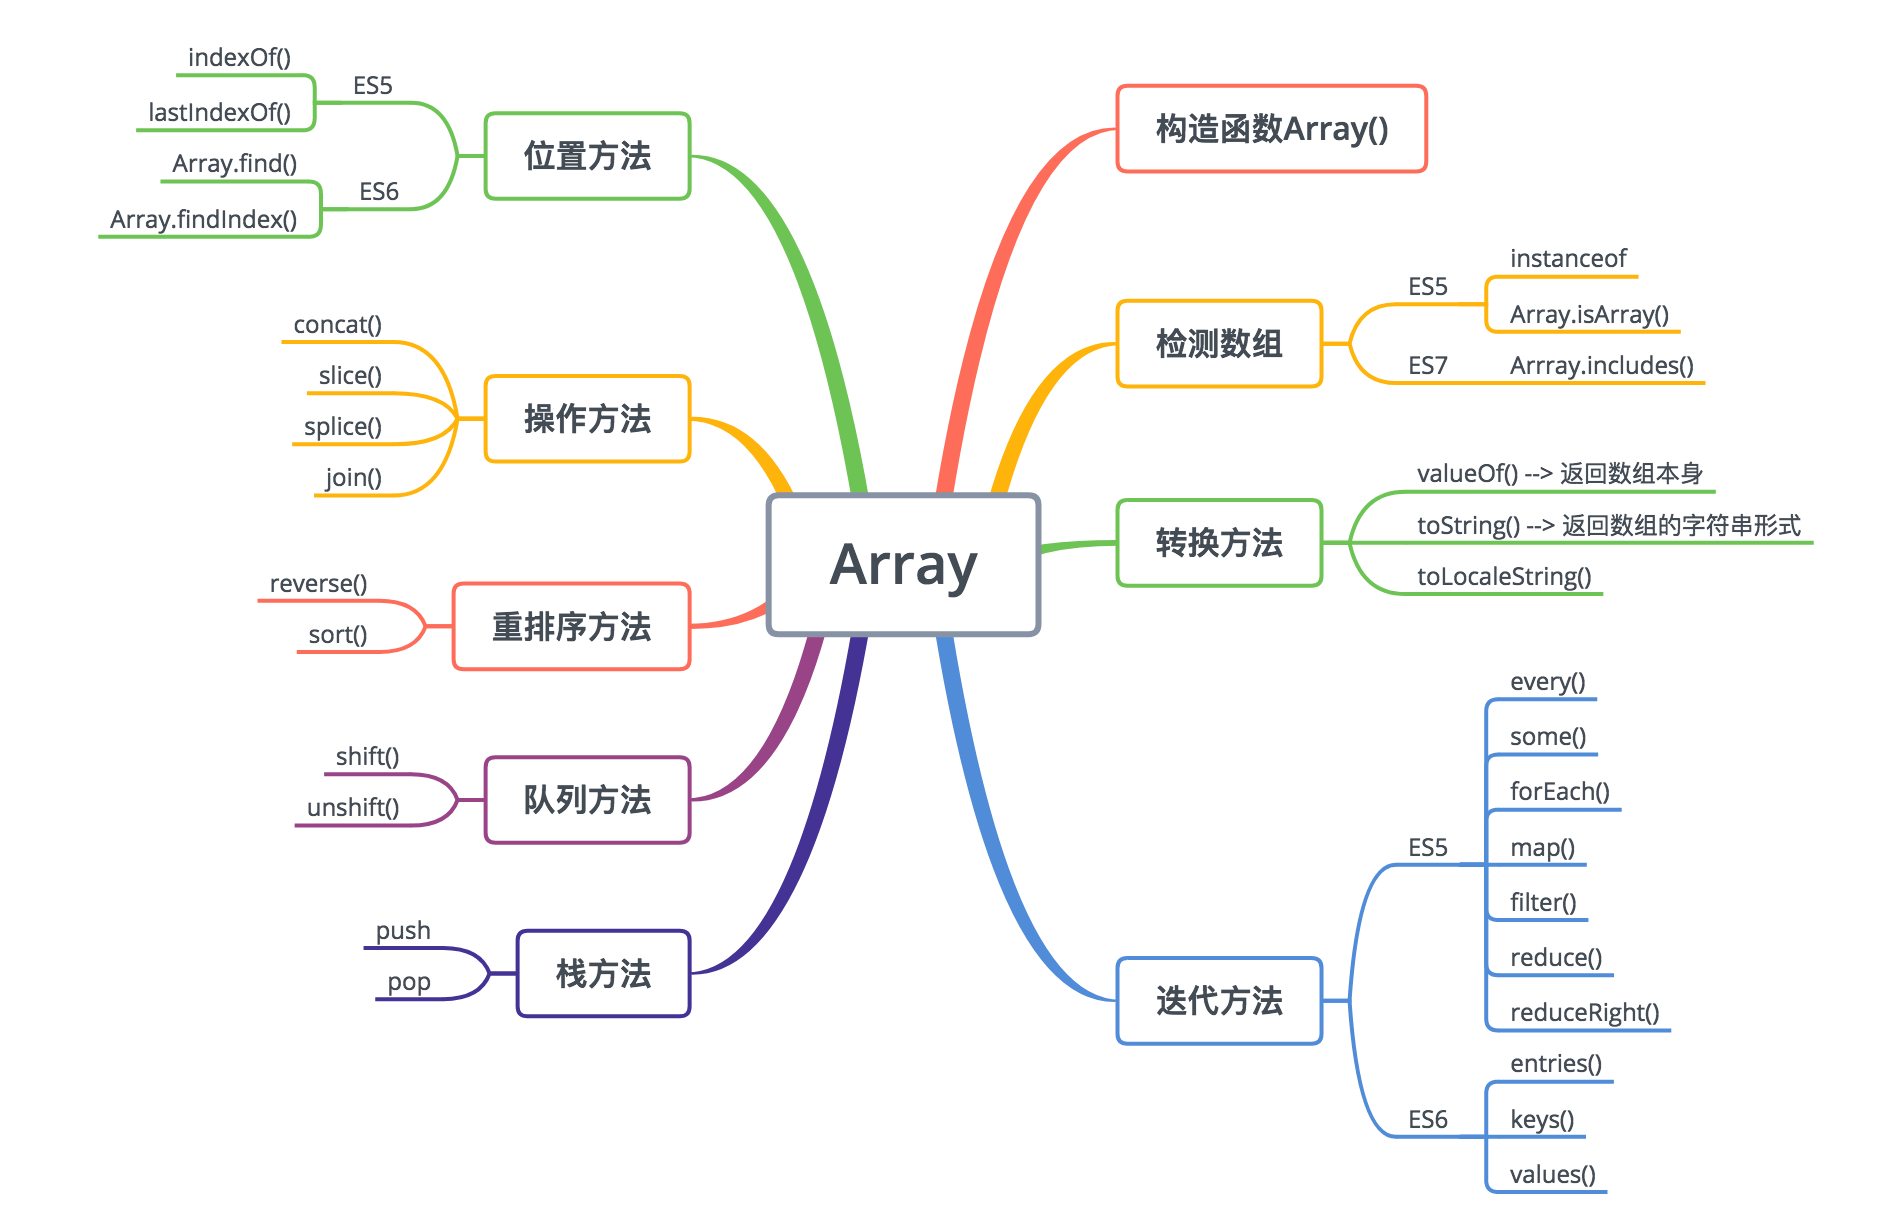 Array
构造函数Array()
检测数组
ES5
instanceof
Array.isArray()
ES7
Arrray.includes()
转换方法
valueOf() --> 返回数组本身
toString() --> 返回数组的字符串形式
toLocaleString()
迭代方法
ES5
every()
some()
forEach()
map()
filter()
reduce()
reduceRight()
ES6
entries()
keys()
values()
位置方法
ES5
indexOf()
lastIndexOf()
ES6
Array.find()
Array.findIndex()
操作方法
concat()
slice()
splice()
join()
重排序方法
reverse()
sort()
队列方法
shift()
unshift()
栈方法
push
pop